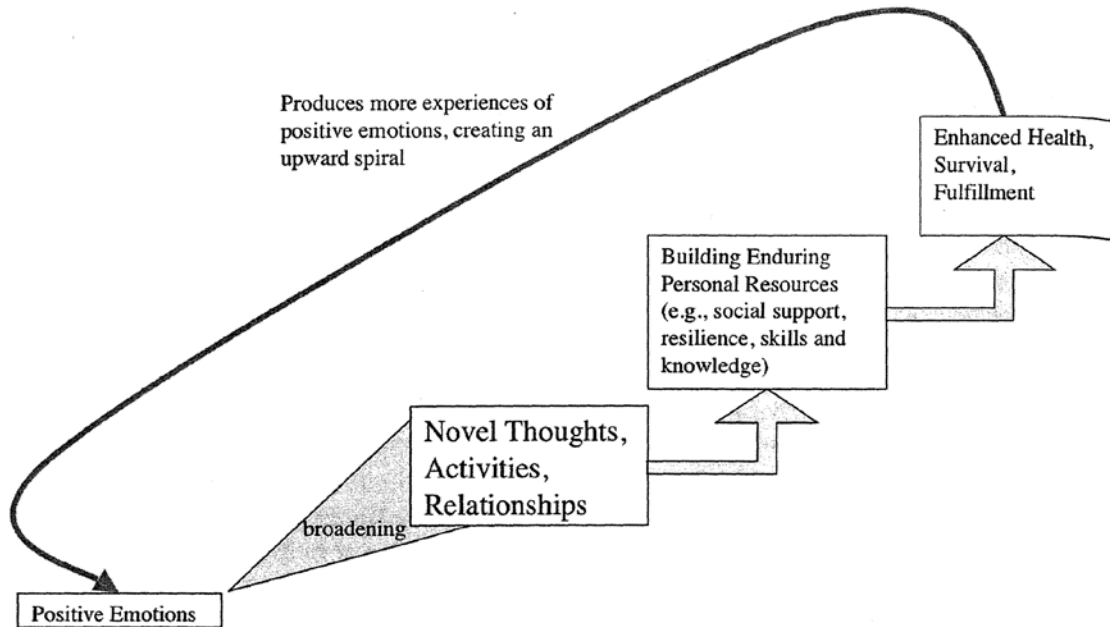 Produces more experiences of
positive emotions, creating an
upward spiral
Enhanced Health,
Survival,
Fulfillment
Building Enduring
Personal Resources
(e.g., social support,
resilience, skills and
knowledge)
Novel Thoughts,
Activities,
Relationships
broadening
Positive Emotions